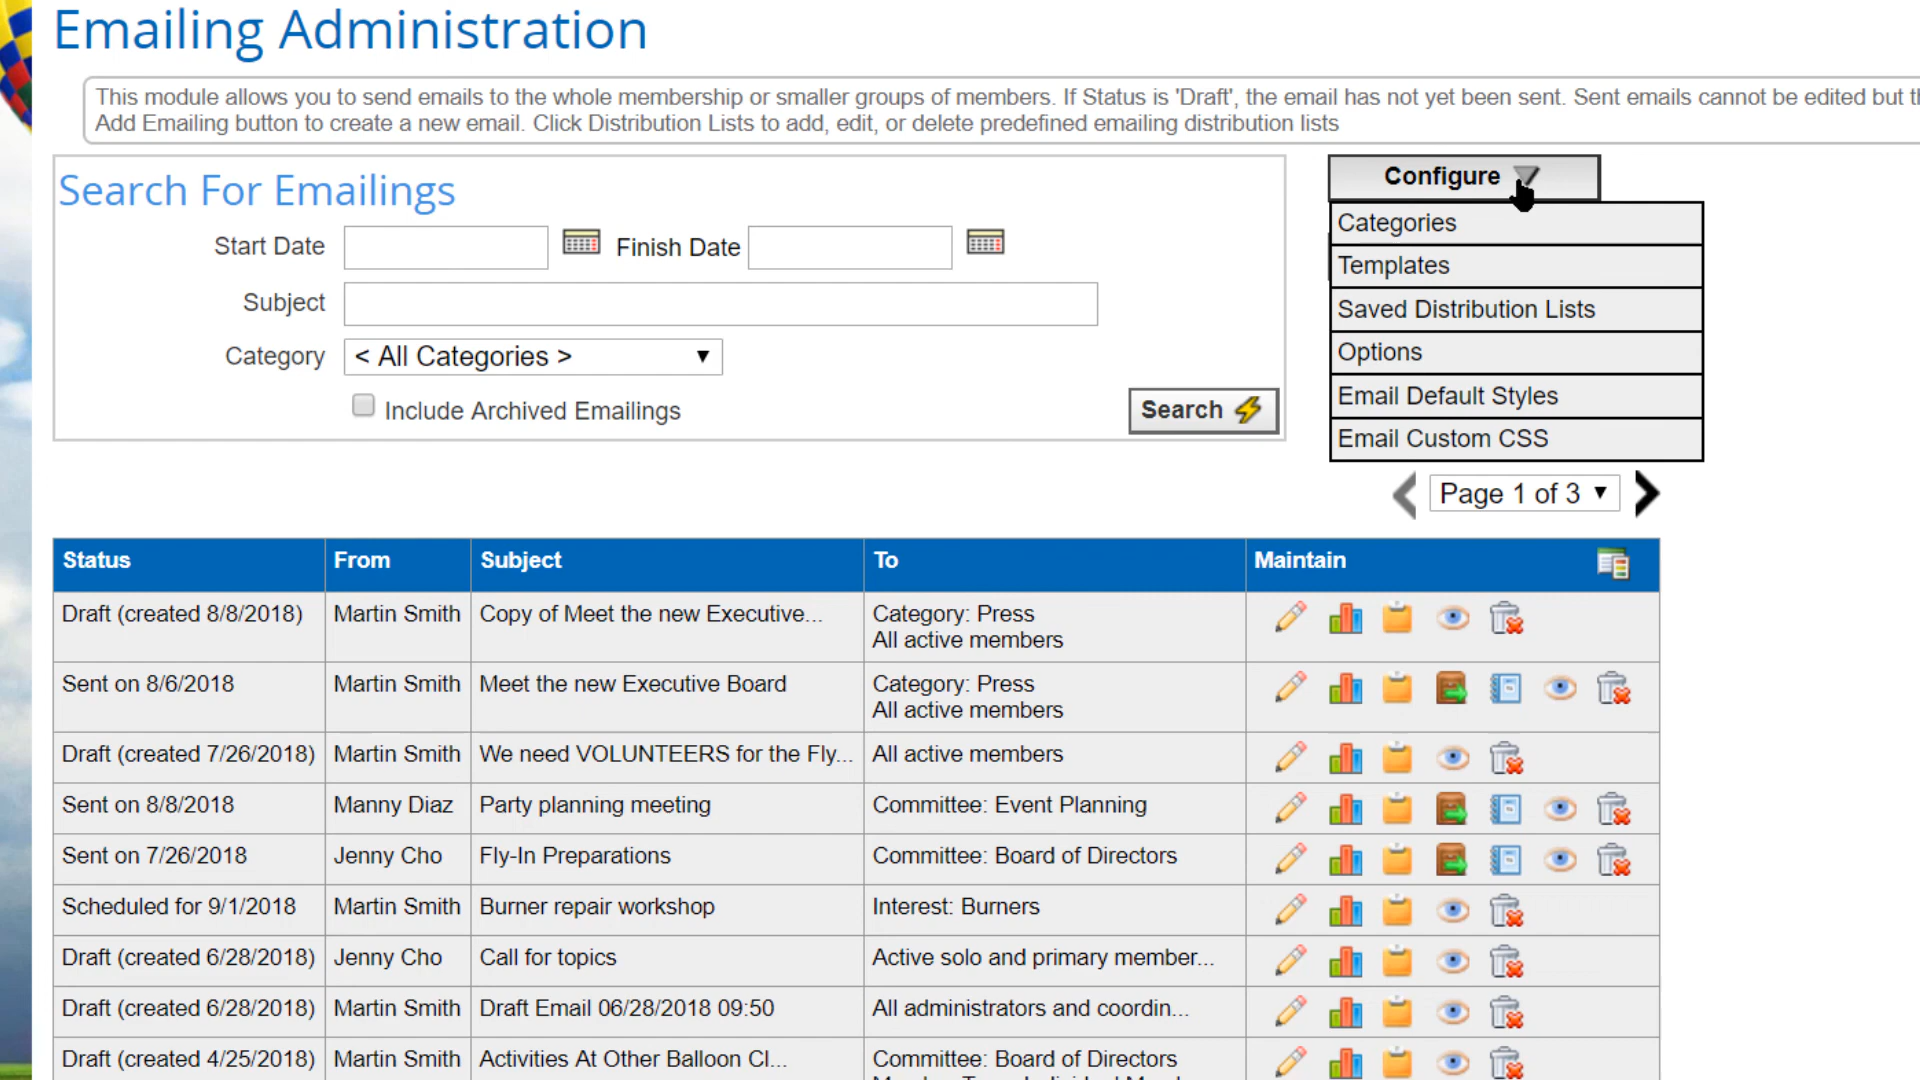 Emailing Administration
This module allows you to send emails to the whole membership or smaller groups of members. If Status is 'Draft', the email has not yet been sent. Sent emails cannot be edited but
Add Emailing button to create a new email. Click Distribution Lists to add, edit, or delete predefined emailing distribution lists
Search For Emailings
Start Date Finish Date
Subject
Category < All Categories >
Include Archived Emailings
Search
Configure
Categories
Templates
Saved Distribution Lists
Options
Email Default Styles
Email Custom CSS
Page 1 of 3
Status From Subject To Maintain
Draft (created 8/8/2018) Martin Smith Copy of Meet the new Executive... Category: Press
All active members
Sent on 8/6/2018 Martin Smith Meet the new Executive Board Category: Press
All active members
Draft (created 7/26/2018) Martin Smith We need VOLUNTEERS for the Fly... All active members
Sent on 8/8/2018 Manny Diaz Party planning meeting Committee: Event Planning
Sent on 7/26/2018 Jenny Cho Fly-In Preparations Committee: Board of Directors
Scheduled for 9/1/2018 Martin Smith Burner repair workshop Interest: Burners
Draft (created 6/28/2018) Jenny Cho Call for topics Active solo and primary member...
Draft (created 6/28/2018) Martin Smith Draft Email 06/28/2018 09:50 All administrators and coordin...
Draft (created 4/25/2018) Martin Smith Activities At Other Balloon Cl... Committee: Board of Directors